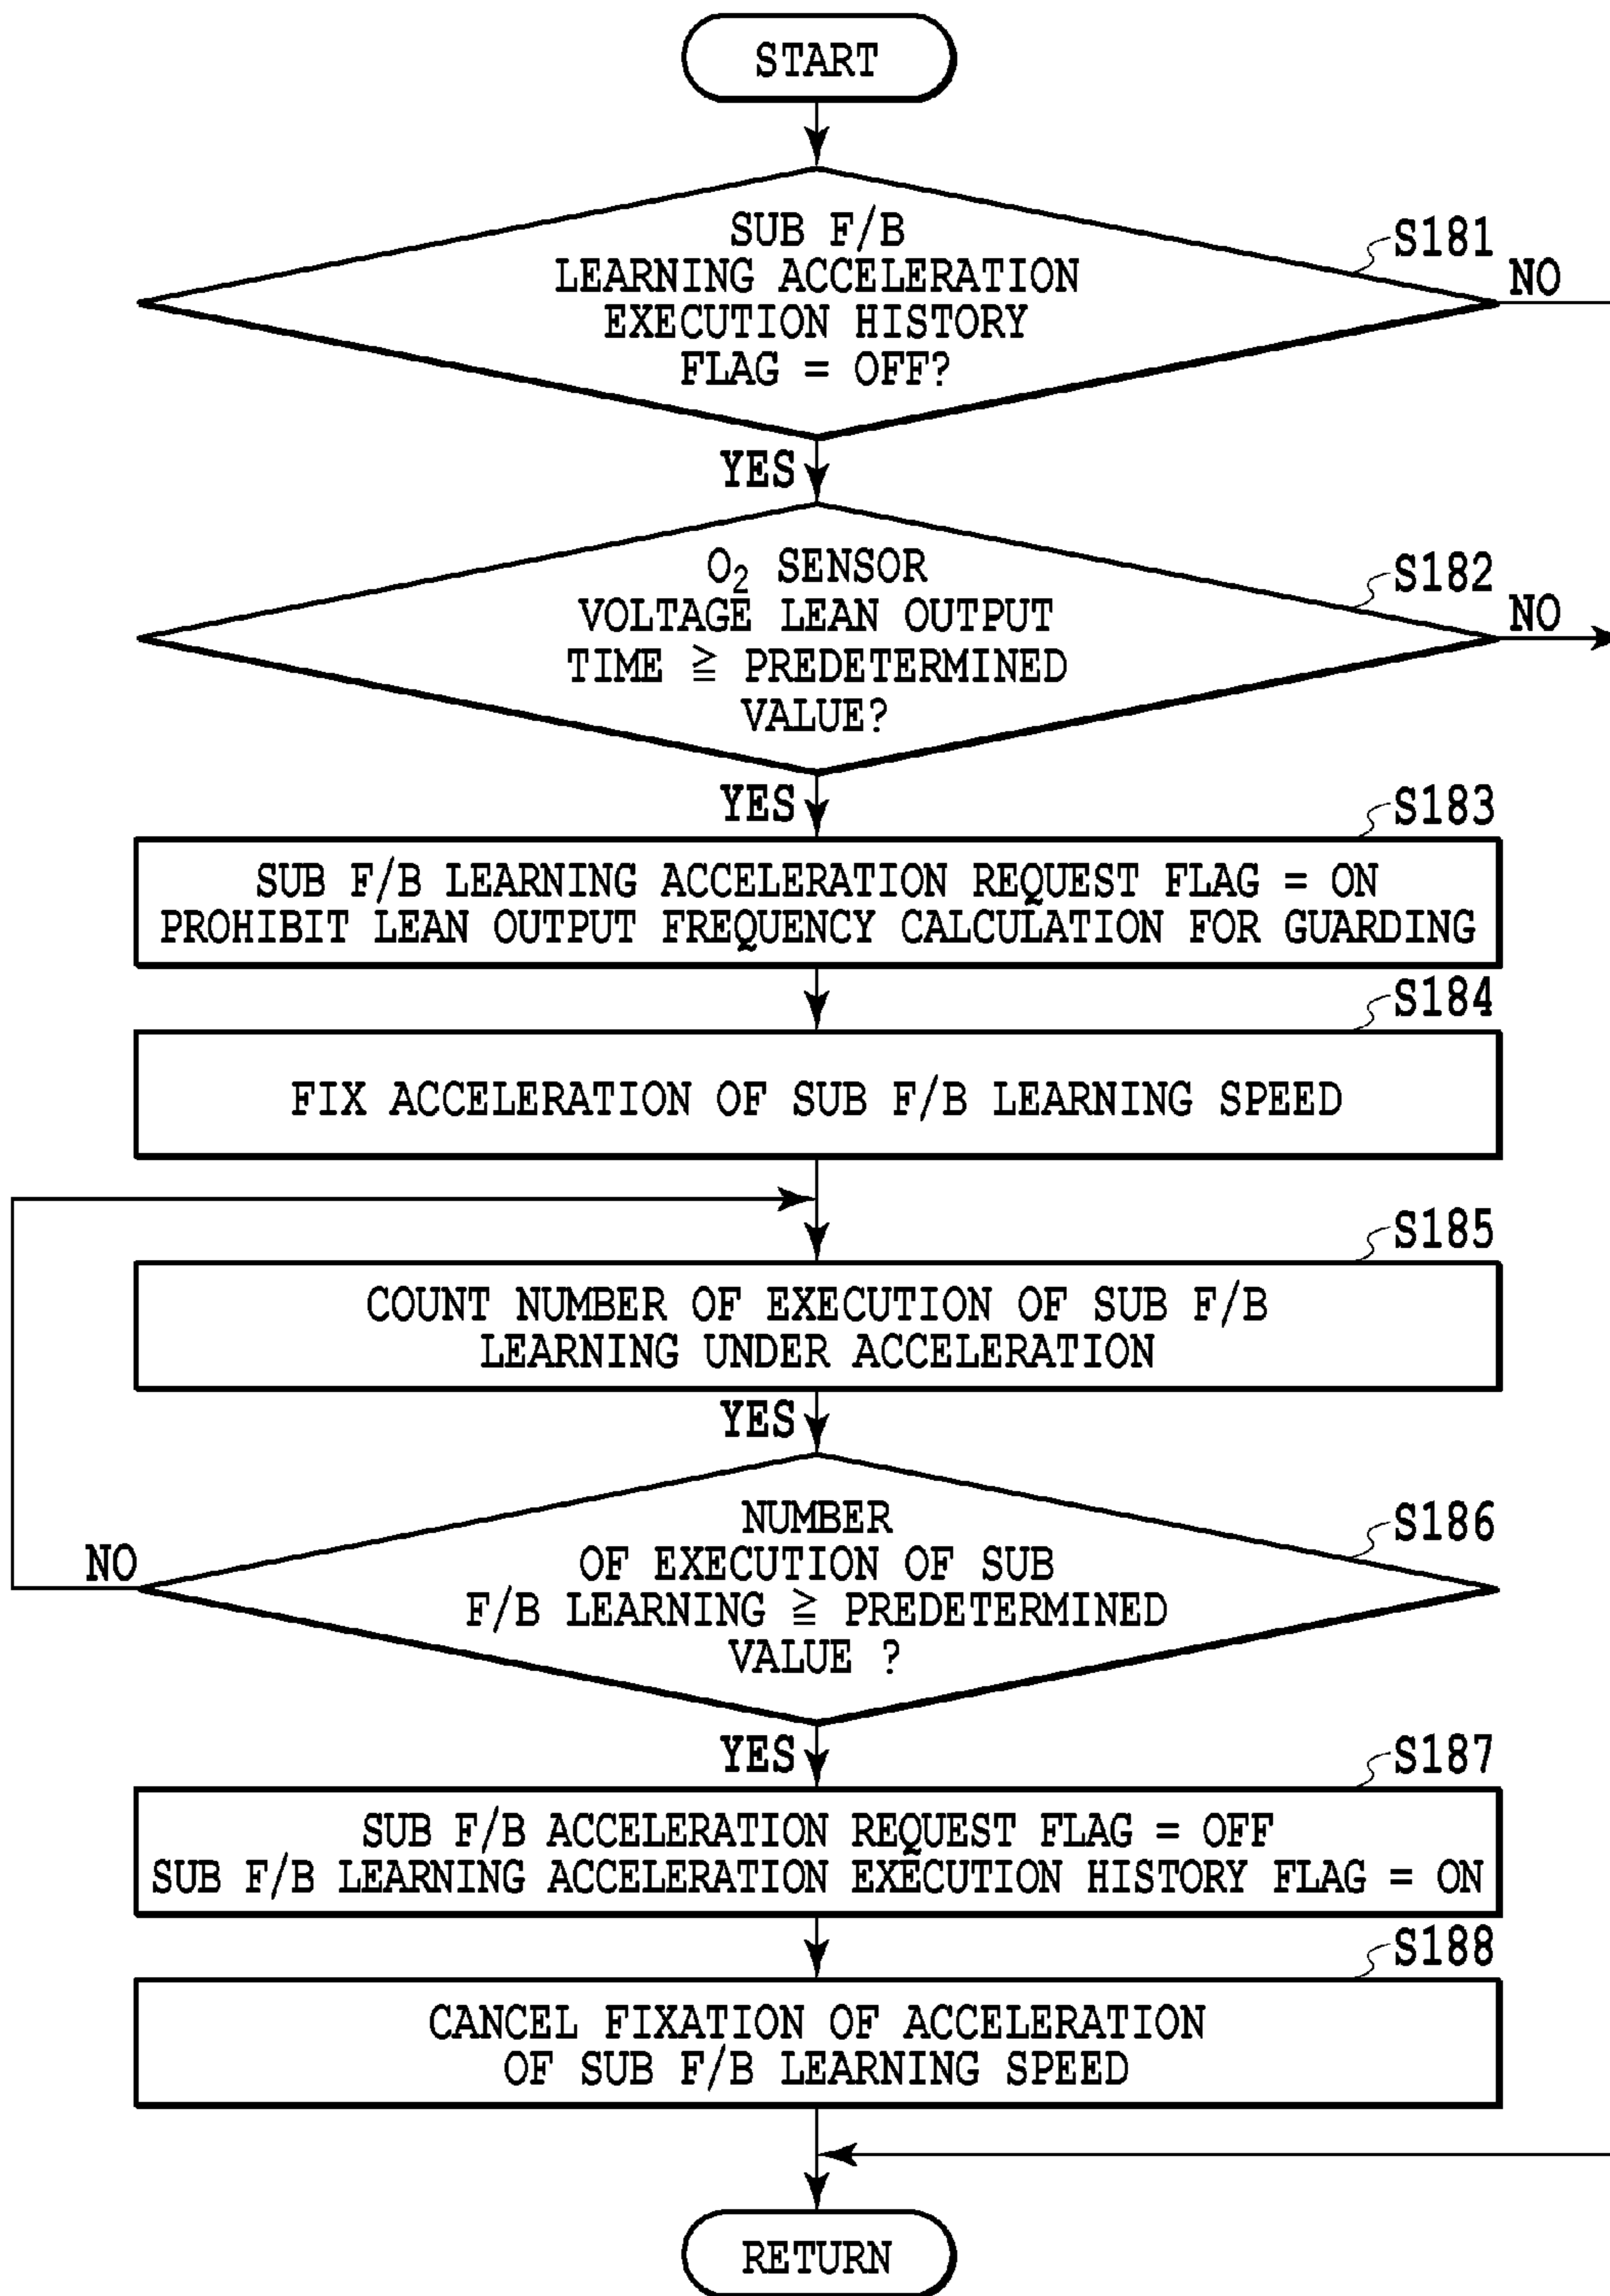 START
SUB F/B
LEARNING ACCELERATION
EXECUTION HISTORY
FLAG = OFF?
S181
NO
YES
O₂ SENSOR
VOLTAGE LEAN OUTPUT
TIME ≧ PREDETERMINED
VALUE?
S182
NO
YES
S183
SUB F/B LEARNING ACCELERATION REQUEST FLAG = ON
PROHIBIT LEAN OUTPUT FREQUENCY CALCULATION FOR GUARDING
S184
FIX ACCELERATION OF SUB F/B LEARNING SPEED
S185
COUNT NUMBER OF EXECUTION OF SUB F/B
LEARNING UNDER ACCELERATION
YES
NUMBER
OF EXECUTION OF SUB
F/B LEARNING ≧ PREDETERMINED
VALUE ?
S186
NO
YES
S187
SUB F/B ACCELERATION REQUEST FLAG = OFF
SUB F/B LEARNING ACCELERATION EXECUTION HISTORY FLAG = ON
S188
CANCEL FIXATION OF ACCELERATION
OF SUB F/B LEARNING SPEED
RETURN